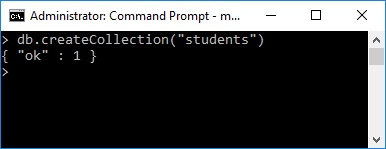 Administrator: Command Prompt - m...
> db.createCollection("students")
{ "ok" : 1 }
>